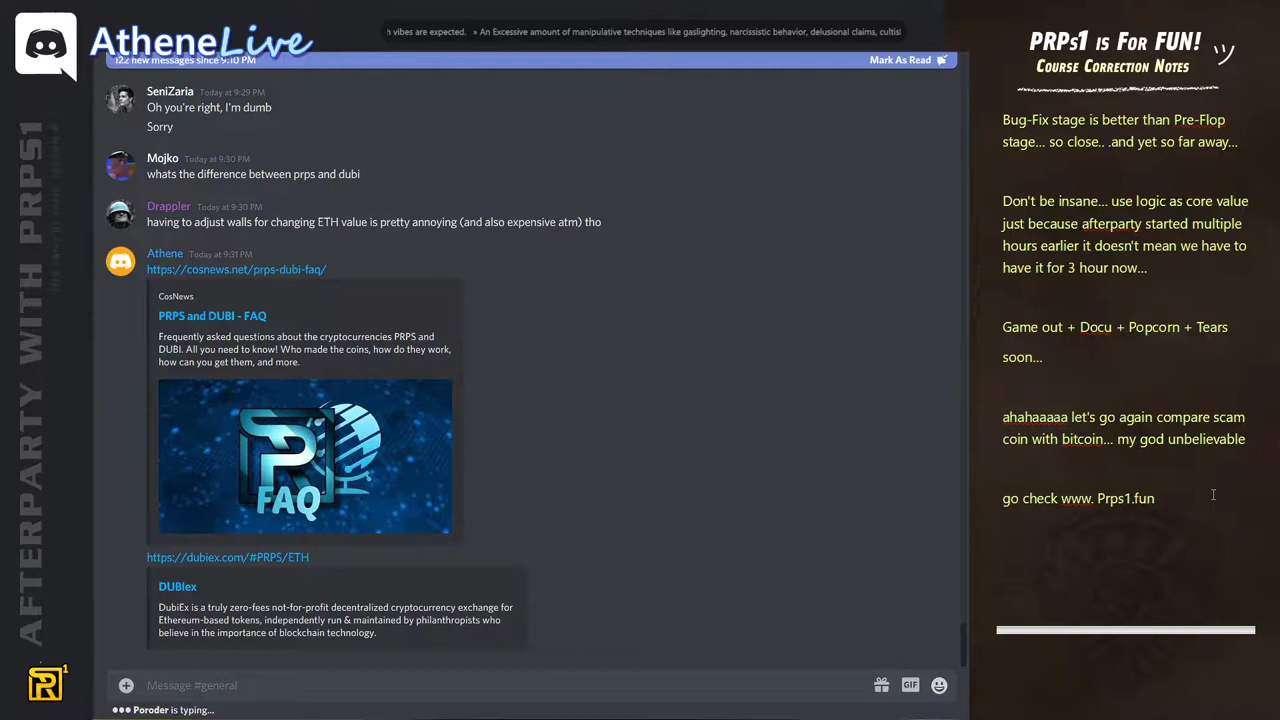 AtheneLive
h vibes are expected.   » An Excessive amount of manipulative techniques like gaslighting, narcissistic behavior, delusional claims, cultis
122 new messages since 9:10 PM
Mark As Read
SeniZaria Today at 9:29 PM
Oh you're right, I'm dumb
Sorry
Mojko Today at 9:30 PM
whats the difference between prps and dubi
Drappler Today at 9:30 PM
having to adjust walls for changing ETH value is pretty annoying (and also expensive atm) tho
Athene Today at 9:31 PM
https://cosnews.net/prps-dubi-faq/
CosNews
PRPS and DUBI - FAQ
Frequently asked questions about the cryptocurrencies PRPS and
DUBI. All you need to know! Who made the coins, how do they work,
how can you get them, and more.
FAQ
https://dubiex.com/#PRPS/ETH
DUBIex
DubiEx is a truly zero-fees not-for-profit decentralized cryptocurrency exchange for
Ethereum-based tokens, independently run & maintained by philanthropists who
believe in the importance of blockchain technology.
Message #general
GIF
Poroder is typing...
AFTERPARTY WITH PRPS1
PRPs1 is For FUN!
Course Correction Notes
Bug-Fix stage is better than Pre-Flop
stage... so close.. .and yet so far away...
Don't be insane... use logic as core value
just because afterparty started multiple
hours earlier it doesn't mean we have to
have it for 3 hour now...
Game out + Docu + Popcorn + Tears
soon...
ahahaaaaa let's go again compare scam
coin with bitcoin... my god unbelievable
go check www. Prps1.fun